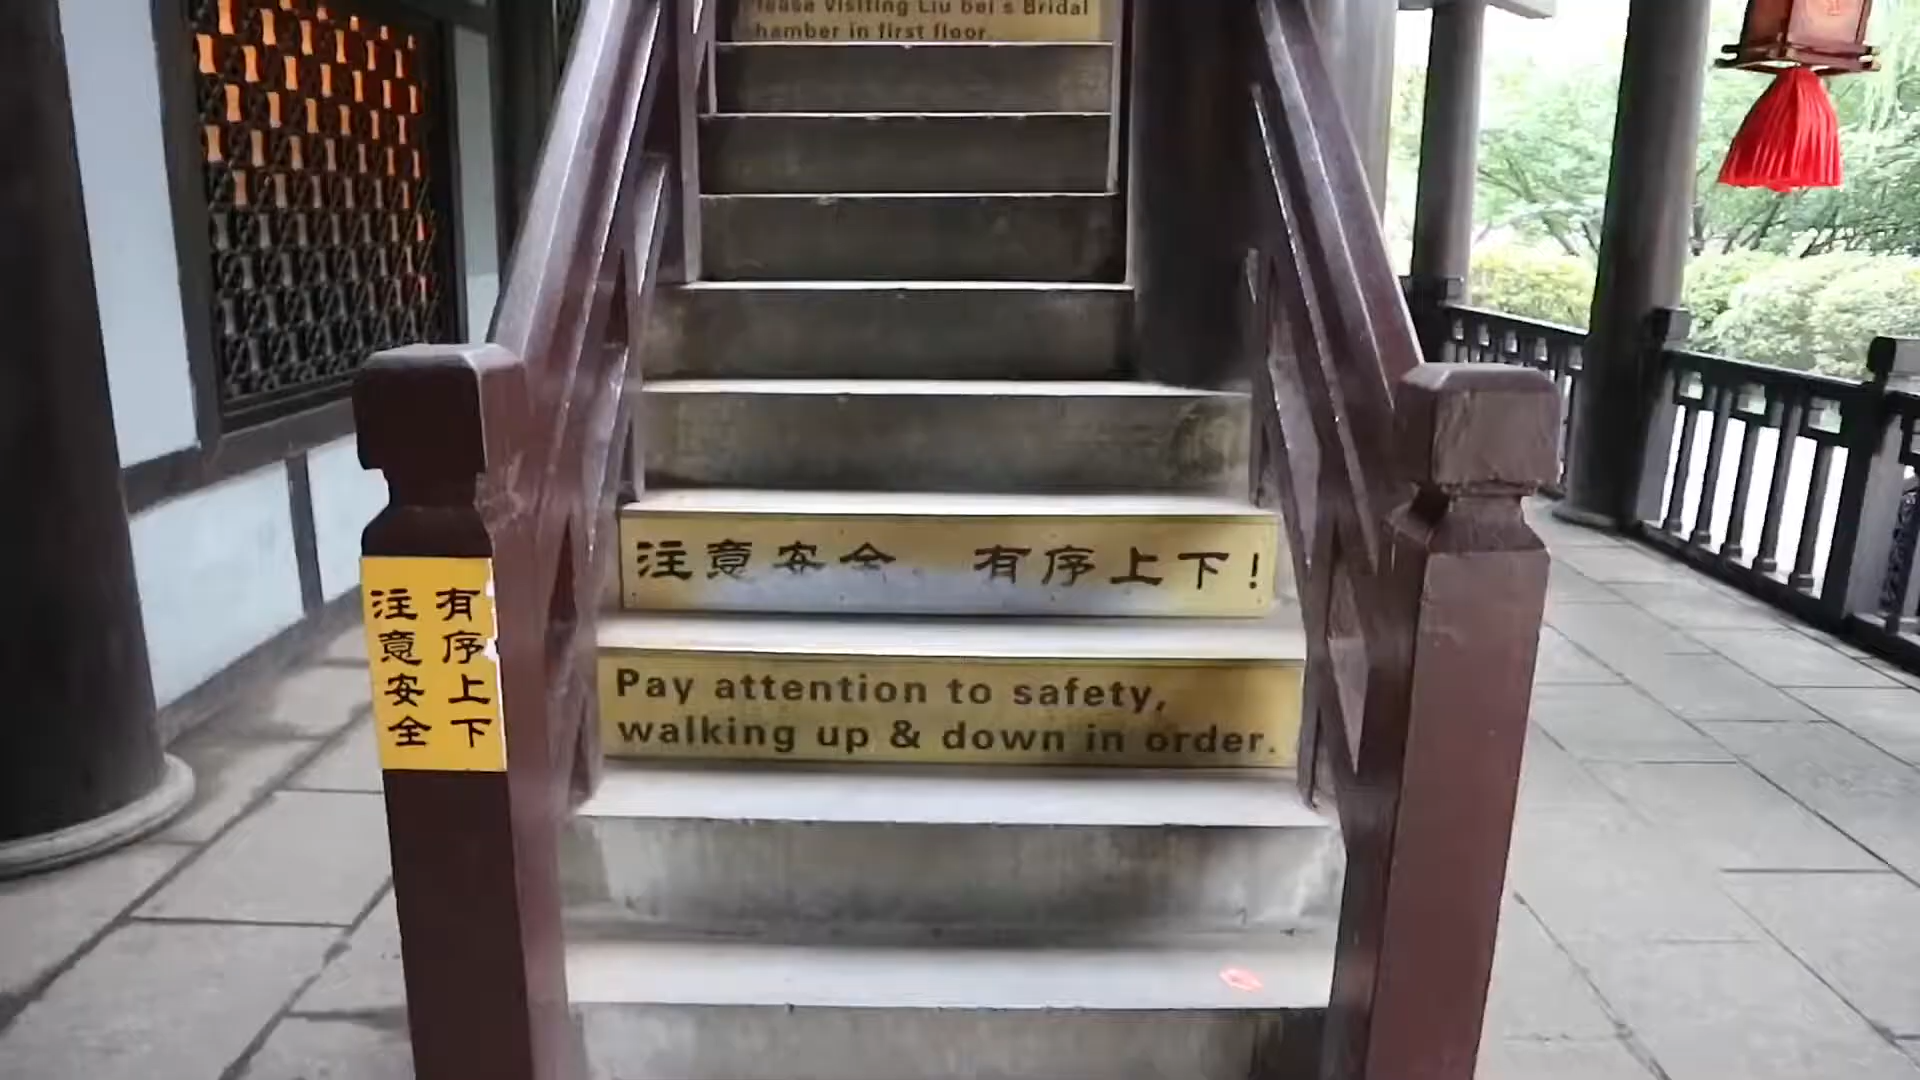 Please Visiting Liu bei's Bridal
hamber in first floor.
注意安全 有序上下!
Pay attention to safety,
walking up & down in order.
有序上下
注意安全